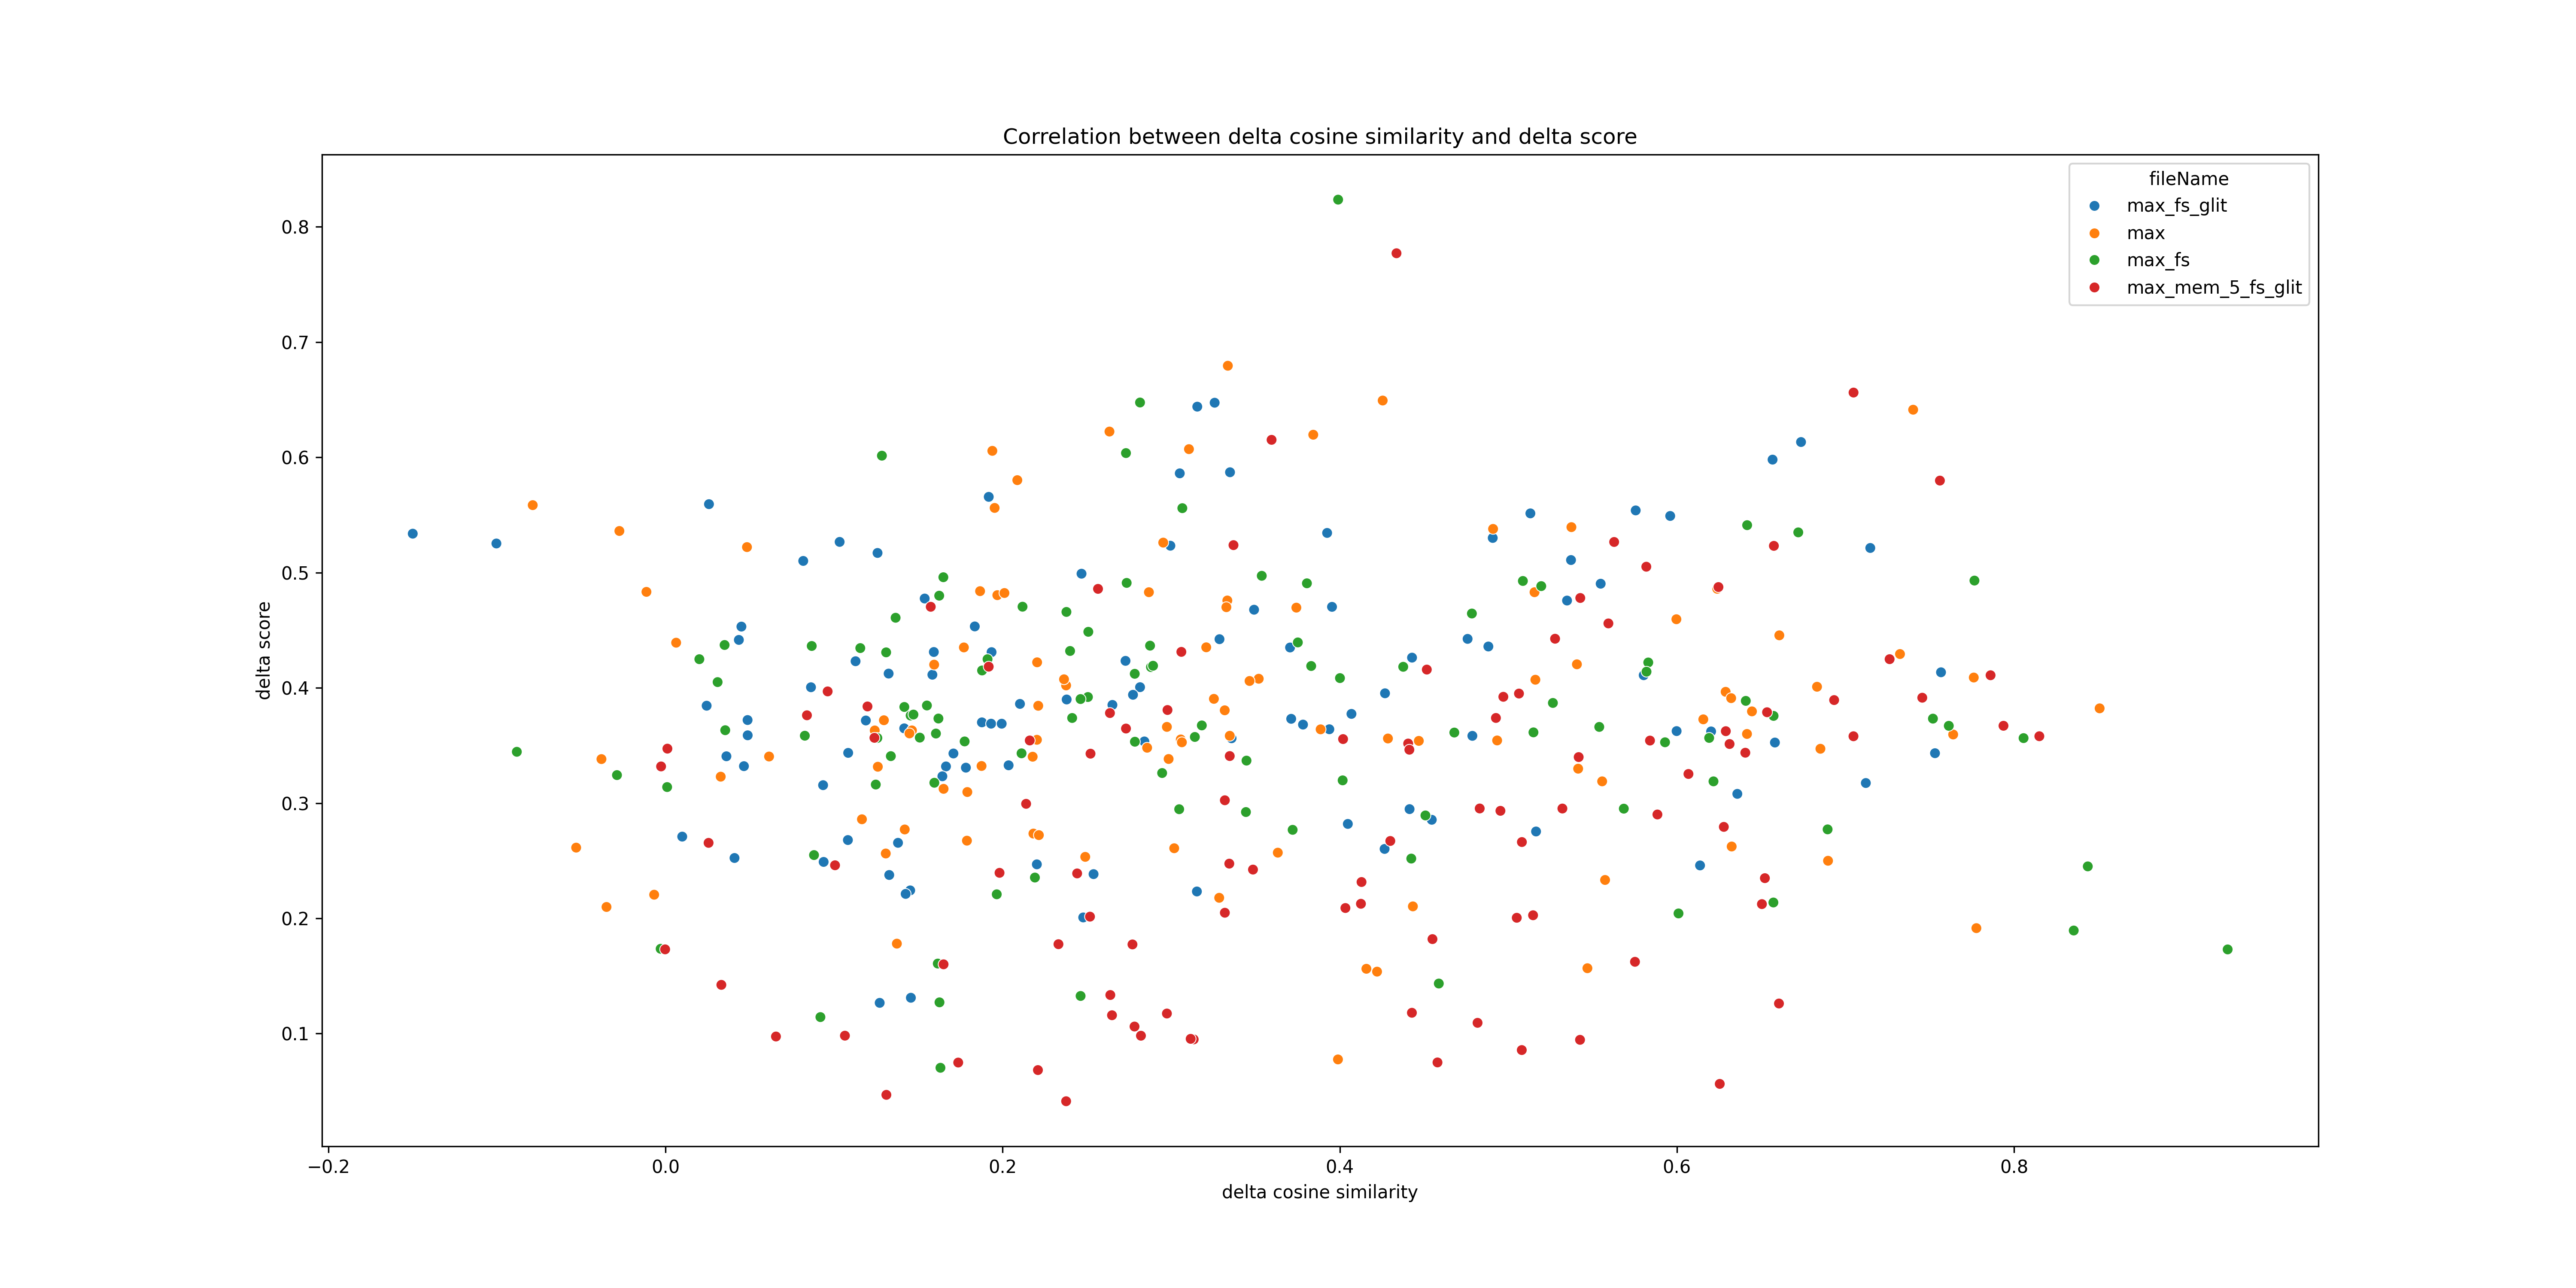 Correlation between delta cosine similarity and delta score
fileName
max_fs_glit
max
max_fs
max_mem_5_fs_glit
delta score
0.8
0.7
0.6
0.5
0.4
0.3
0.2
0.1
−0.2
0.0
0.2
0.4
0.6
0.8
delta cosine similarity